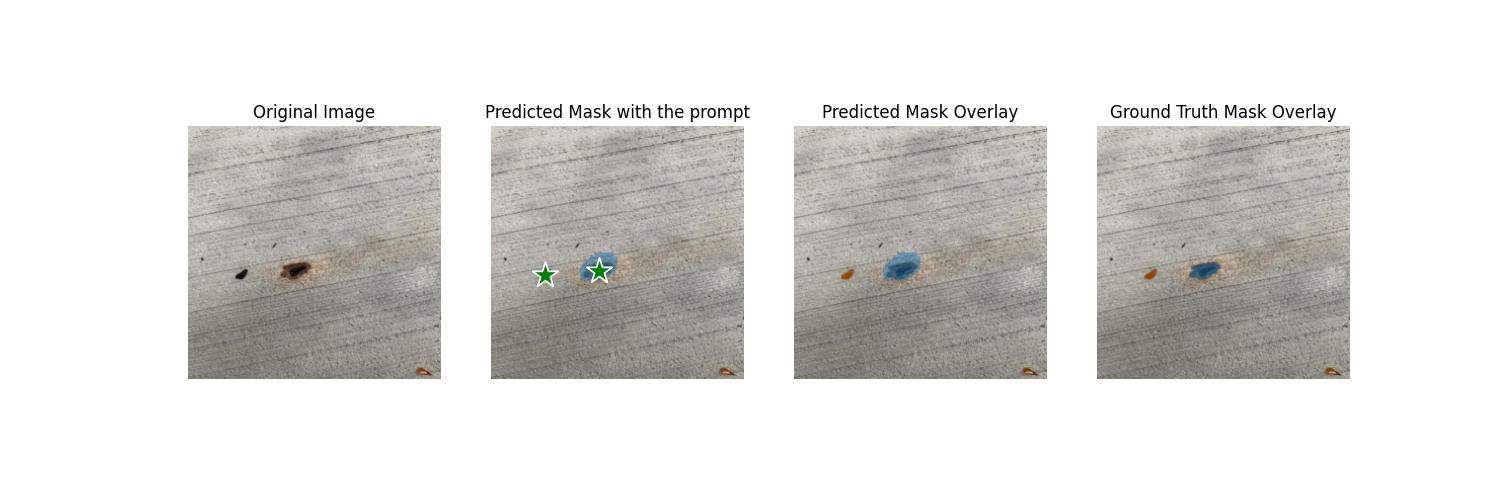 Original Image
Predicted Mask with the prompt
Predicted Mask Overlay
Ground Truth Mask Overlay